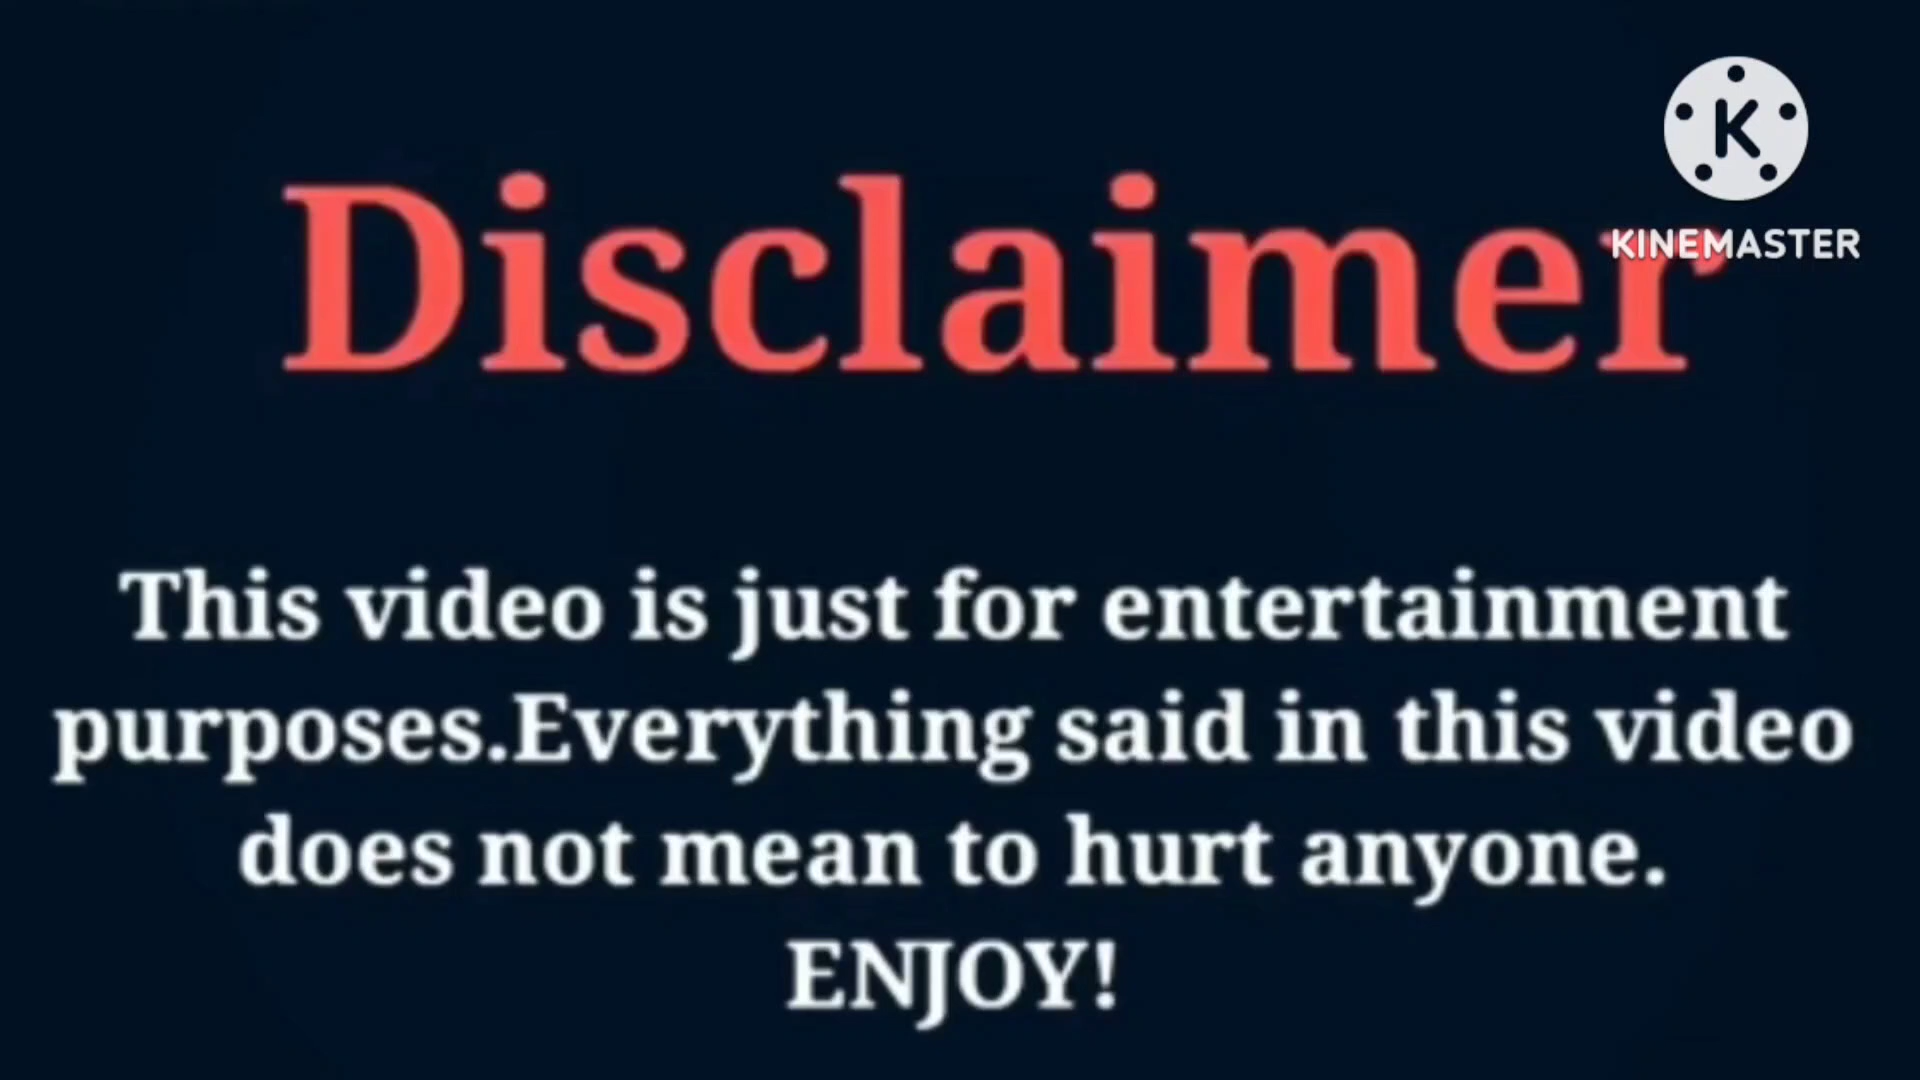 K
KINEMASTER
Disclaimer
This video is just for entertainment
purposes.Everything said in this video
does not mean to hurt anyone.
ENJOY!